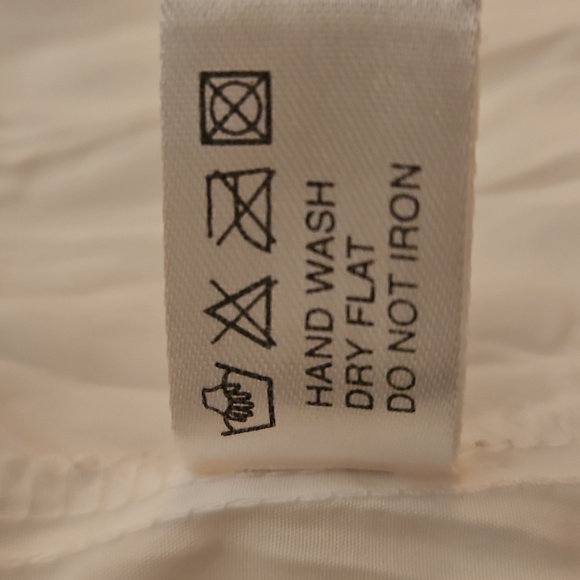 HAND WASH
DRY FLAT
DO NOT IRON